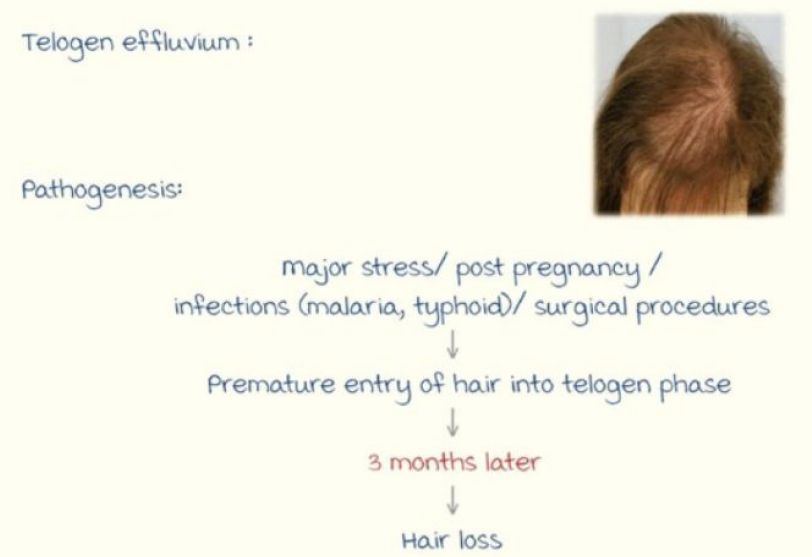 Telogen effluvium :
Pathogenesis:
major stress/ post pregnancy /
infections (malaria, typhoid)/ surgical procedures
↓
Premature entry of hair into telogen phase
↓
3 months later
↓
Hair loss